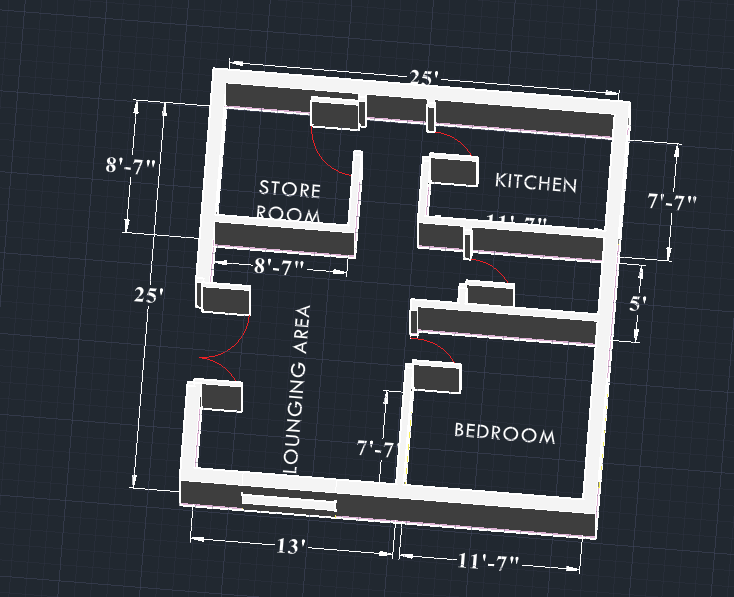 25'
8'-7"
STORE
ROOM
KITCHEN
7'-7"
11'-7"
8'-7"
25'
5'
LOUNGING AREA
BEDROOM
7'-7
13'
11'-7"